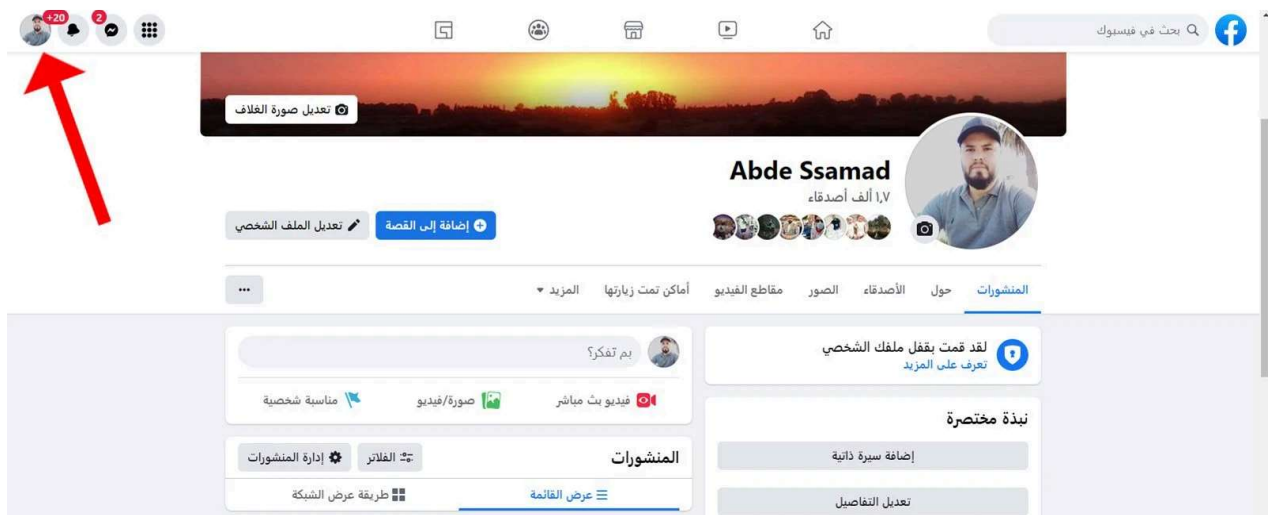 بحث في فيسبوك
2
+20
تعديل صورة الغلاف
Abde Ssamad
١,٧ ألف أصدقاء
إضافة إلى القصة
تعديل الملف الشخصي
المنشورات
حول
الأصدقاء
الصور
مقاطع الفيديو
أماكن تمت زيارتها
المزيد
لقد قمت بقفل ملفك الشخصي
تعرف على المزيد
نبذة مختصرة
إضافة سيرة ذاتية
تعديل التفاصيل
بم تفكر؟
فيديو بث مباشر
صورة/فيديو
مناسبة شخصية
المنشورات
الفلاتر
إدارة المنشورات
عرض القائمة
طريقة عرض الشبكة